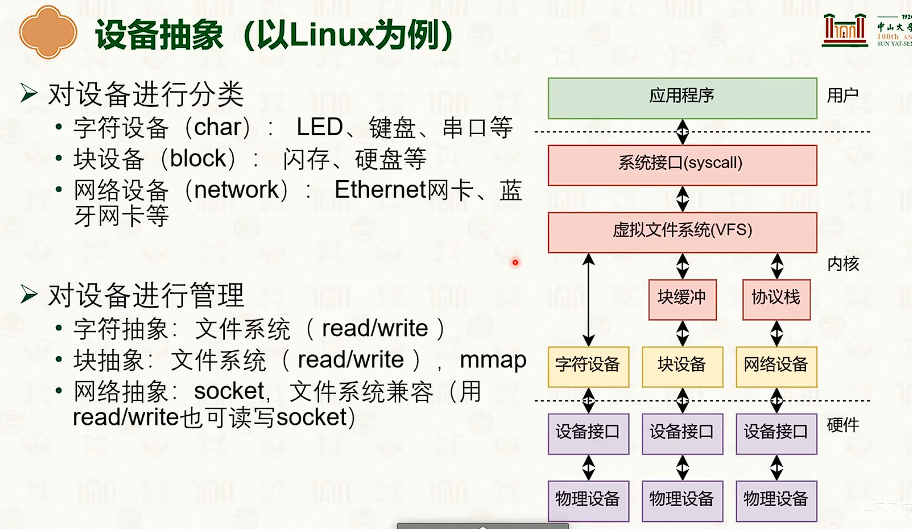 设备抽象（以Linux为例）
中山大学
100th AN
SUN YAT-SEN
对设备进行分类
• 字符设备（char）： LED、键盘、串口等
• 块设备（block）： 闪存、硬盘等
• 网络设备（network）： Ethernet网卡、蓝
牙网卡等
对设备进行管理
• 字符抽象：文件系统（ read/write ）
• 块抽象：文件系统（ read/write ），mmap
• 网络抽象：socket，文件系统兼容（用
read/write也可读写socket）
应用程序
用户
系统接口(syscall)
虚拟文件系统(VFS)
内核
块缓冲
协议栈
字符设备
块设备
网络设备
设备接口
设备接口
设备接口
硬件
物理设备
物理设备
物理设备